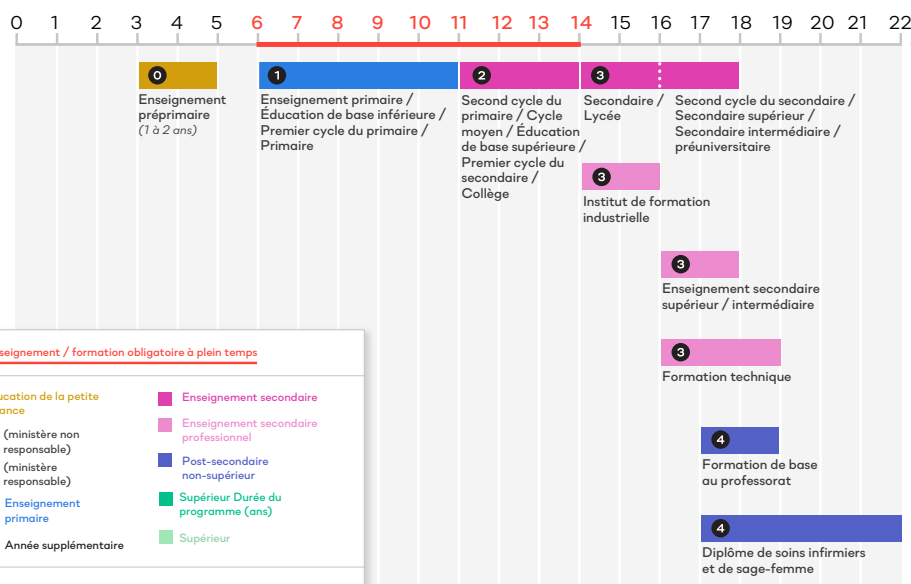 0 1 2 3 4 5 6 7 8 9 10 11 12 13 14 15 16 17 18 19 20 21 22
0
Enseignement
préprimaire
(1 à 2 ans)
1
Enseignement primaire /
Éducation de base inférieure /
Premier cycle du primaire /
Primaire
2
Second cycle du
primaire / Cycle
moyen / Éducation
de base supérieure /
Premier cycle du
secondaire /
Collège
3
Secondaire /
Lycée
Second cycle du secondaire /
Secondaire supérieur /
Secondaire intermédiaire /
préuniversitaire
3
Institut de formation
industrielle
3
Enseignement secondaire
supérieur / intermédiaire
3
Formation technique
4
Formation de base
au professorat
4
Diplôme de soins infirmiers
et de sage-femme
seignement / formation obligatoire à plein temps
ucation de la petite
ance
(ministère non
responsable)
(ministère
responsable)
Enseignement
primaire
Année supplémentaire
Enseignement secondaire
Enseignement secondaire
professionnel
Post-secondaire
non-supérieur
Supérieur Durée du
programme (ans)
Supérieur